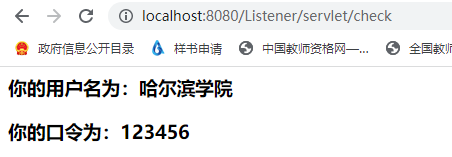 localhost:8080/Listener/servlet/check
政府信息公开目录 样书申请 中国教师资格网—... 全国教师
你的用户名为：哈尔滨学院
你的口令为：123456